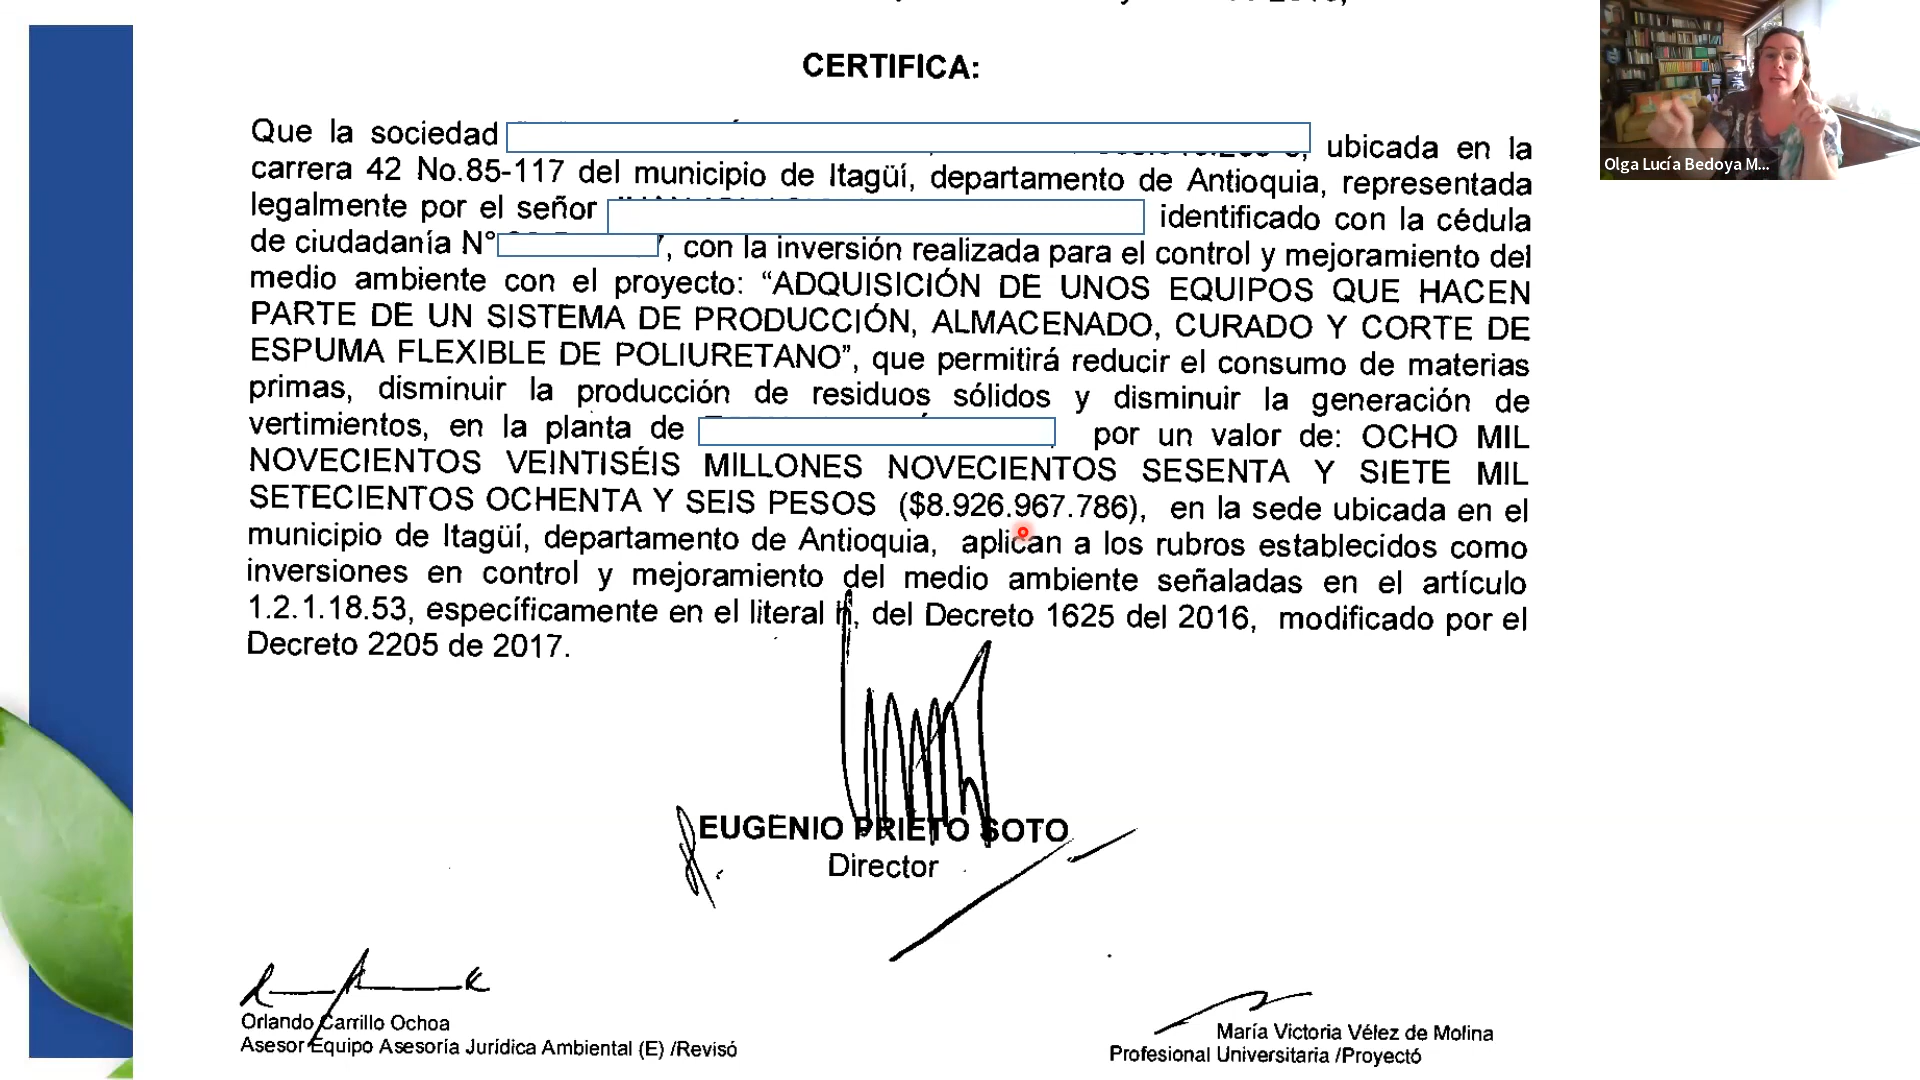 CERTIFICA:
Que la sociedad ubicada en la
carrera 42 No.85-117 del municipio de Itagüí, departamento de Antioquia, representada
legalmente por el señor identificado con la cédula
de ciudadanía N° , con la inversión realizada para el control y mejoramiento del
medio ambiente con el proyecto: “ADQUISICIÓN DE UNOS EQUIPOS QUE HACEN
PARTE DE UN SISTEMA DE PRODUCCIÓN, ALMACENADO, CURADO Y CORTE DE
ESPUMA FLEXIBLE DE POLIURETANO”, que permitirá reducir el consumo de materias
primas, disminuir la producción de residuos sólidos y disminuir la generación de
vertimientos, en la planta de por un valor de: OCHO MIL
NOVECIENTOS VEINTISÉIS MILLONES NOVECIENTOS SESENTA Y SIETE MIL
SETECIENTOS OCHENTA Y SEIS PESOS ($8.926.967.786), en la sede ubicada en el
municipio de Itagüí, departamento de Antioquia, aplican a los rubros establecidos como
inversiones en control y mejoramiento del medio ambiente señaladas en el artículo
1.2.1.18.53, específicamente en el literal h, del Decreto 1625 del 2016, modificado por el
Decreto 2205 de 2017.
EUGENIO PRIETO SOTO
Director
Orlando Carrillo Ochoa
Asesor Equipo Asesoría Jurídica Ambiental (E) /Revisó
María Victoria Vélez de Molina
Profesional Universitaria /Proyectó
Olga Lucía Bedoya M...